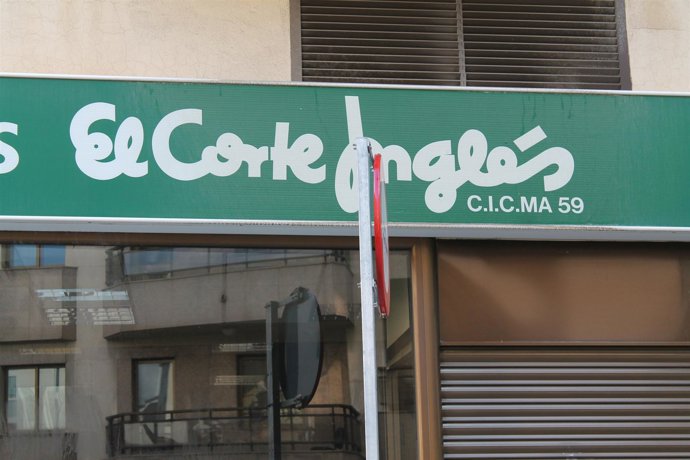 El Corte Inglés
C.I.C.MA 59